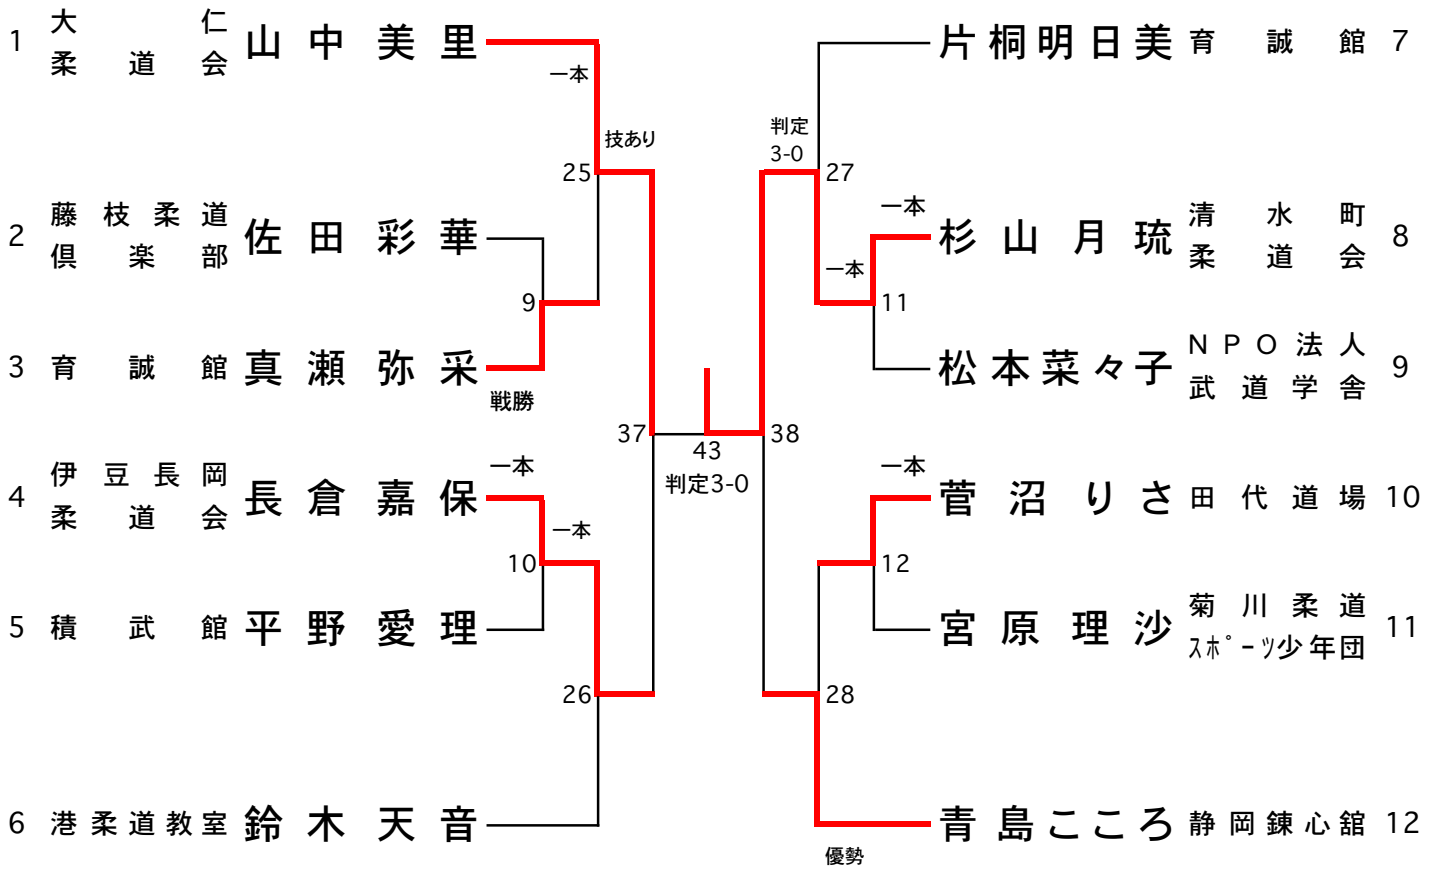 1 大仁 山中美里
柔道会
一本
技あり
25
2 藤枝柔道 佐田彩華
倶楽部
9
3 育誠館 真瀬弥采
戦勝
37
4 伊豆長岡 長倉嘉保
柔道会
一本
一本
10
5 積武館 平野愛理
26
6 港柔道教室 鈴木天音
43
判定3-0
片桐明日美 育誠館 7
判定
3-0
27
一本
杉山月琉 清水町 8
柔道会
一本
11
松本菜々子 NPO法人 9
武道学舎
38
一本
菅沼りさ 田代道場 10
12
宮原理沙 菊川柔道 11
ｽﾎﾟｰﾂ少年団
28
青島こころ 静岡錬心舘 12
優勢